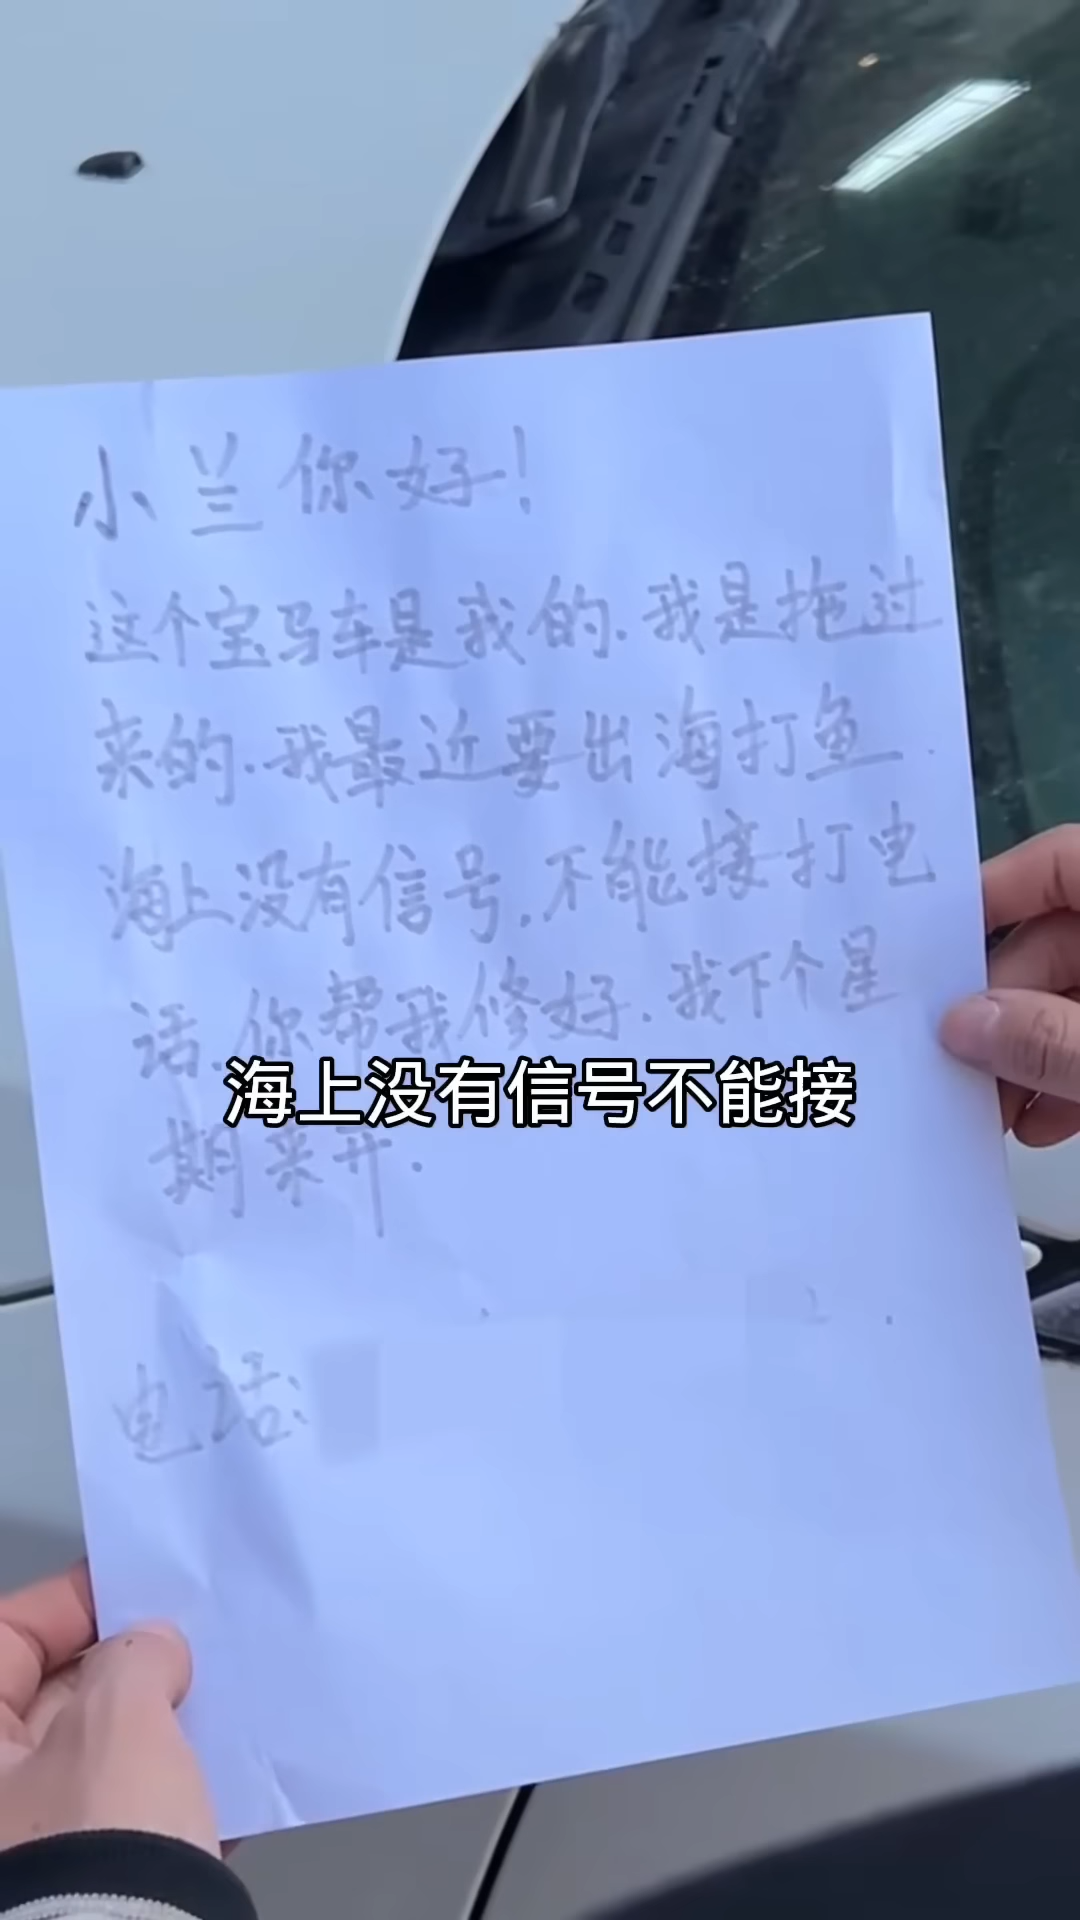 小兰你好!
这个宝马车是我的.我是拖过
来的.我最近要出海打鱼.
海上没有信号.不能接打电
话.你帮我修好.我下个星
海上没有信号不能接
期来开.
电话: